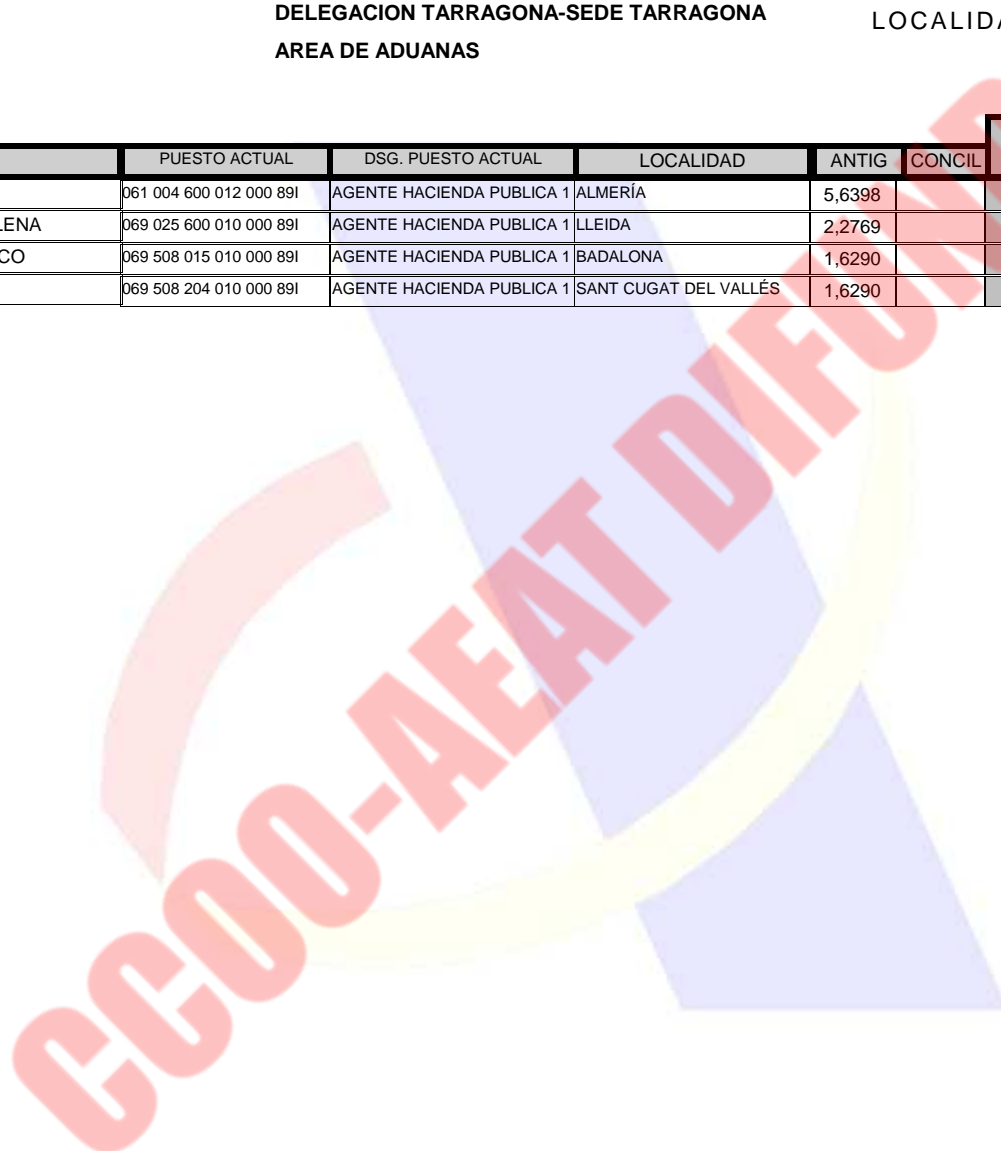 DELEGACION TARRAGONA-SEDE TARRAGONA
LOCALIDA
AREA DE ADUANAS
PUESTO ACTUAL DSG. PUESTO ACTUAL LOCALIDAD ANTIG CONCIL
061 004 600 012 000 89I AGENTE HACIENDA PUBLICA 1 ALMERÍA 5,6398
LENA 069 025 600 010 000 89I AGENTE HACIENDA PUBLICA 1 LLEIDA 2,2769
CO 069 508 015 010 000 89I AGENTE HACIENDA PUBLICA 1 BADALONA 1,6290
069 508 204 010 000 89I AGENTE HACIENDA PUBLICA 1 SANT CUGAT DEL VALLÉS 1,6290
CCOO-AEAT DIFUND